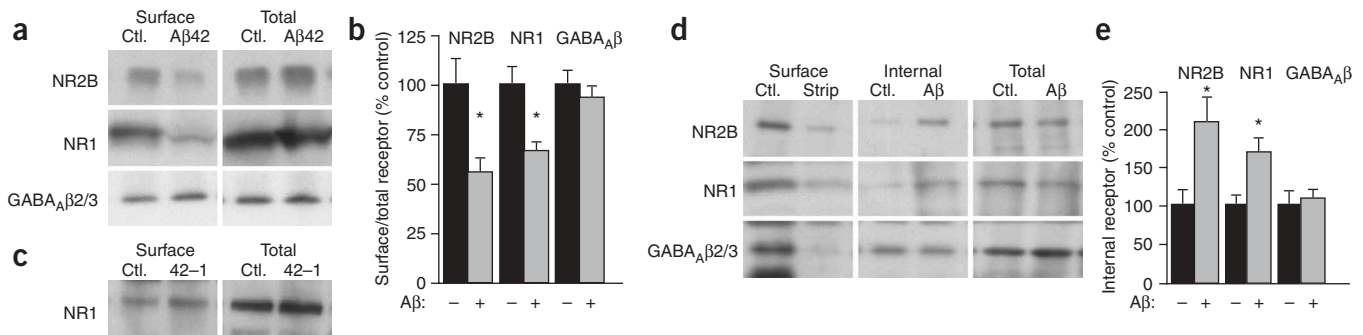 a
Surface Total
Ctl. Aβ42 Ctl. Aβ42
NR2B
NR1
GABAAβ2/3
c
Surface Total
Ctl. 42–1 Ctl. 42–1
NR1
b
Surface/total receptor (% control)
125
100
75
50
25
0
NR2B NR1 GABAAβ
* *
Aβ: – + – + – +
d
Surface Internal Total
Ctl. Strip Ctl. Aβ Ctl. Aβ
NR2B
NR1
GABAAβ2/3
e
Internal receptor (% control)
250
200
150
100
50
0
NR2B NR1 GABAAβ
* *
Aβ: – + – + – +